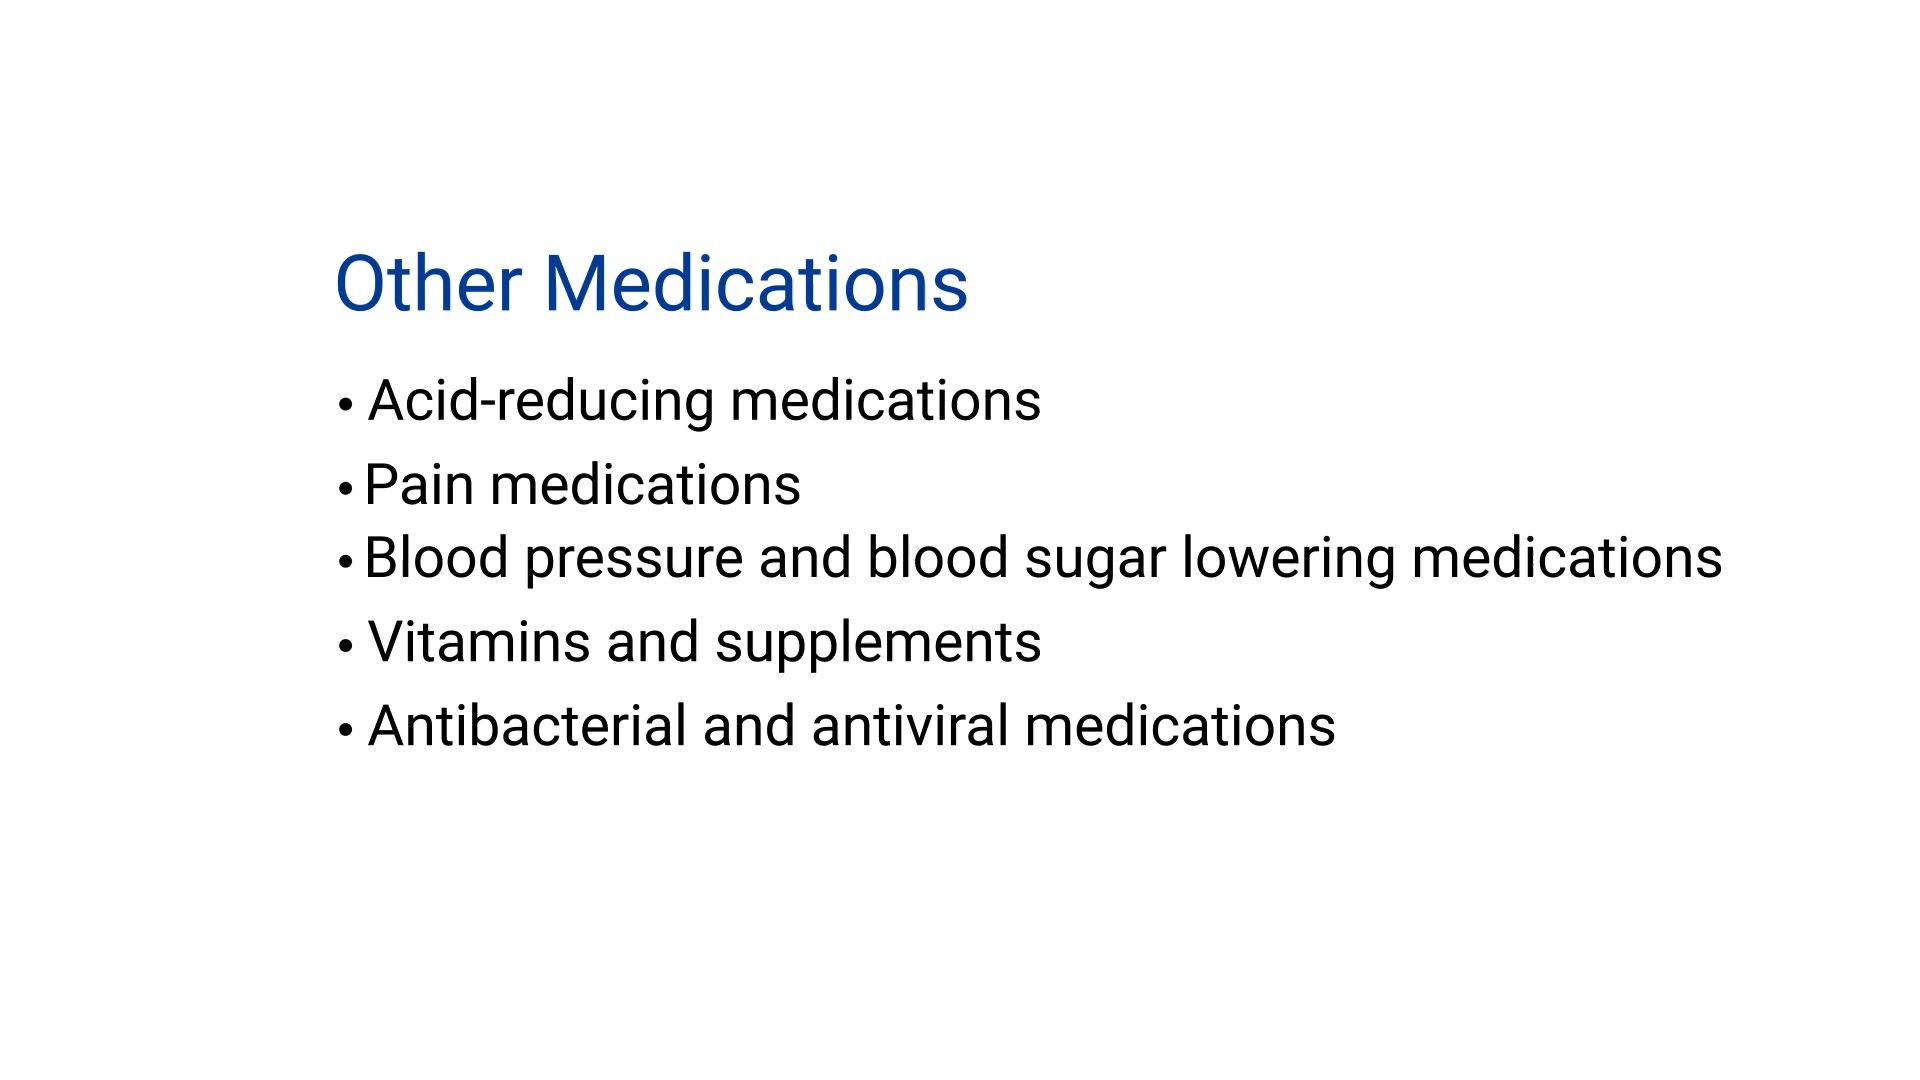 Other Medications
• Acid-reducing medications
• Pain medications
• Blood pressure and blood sugar lowering medications
• Vitamins and supplements
• Antibacterial and antiviral medications